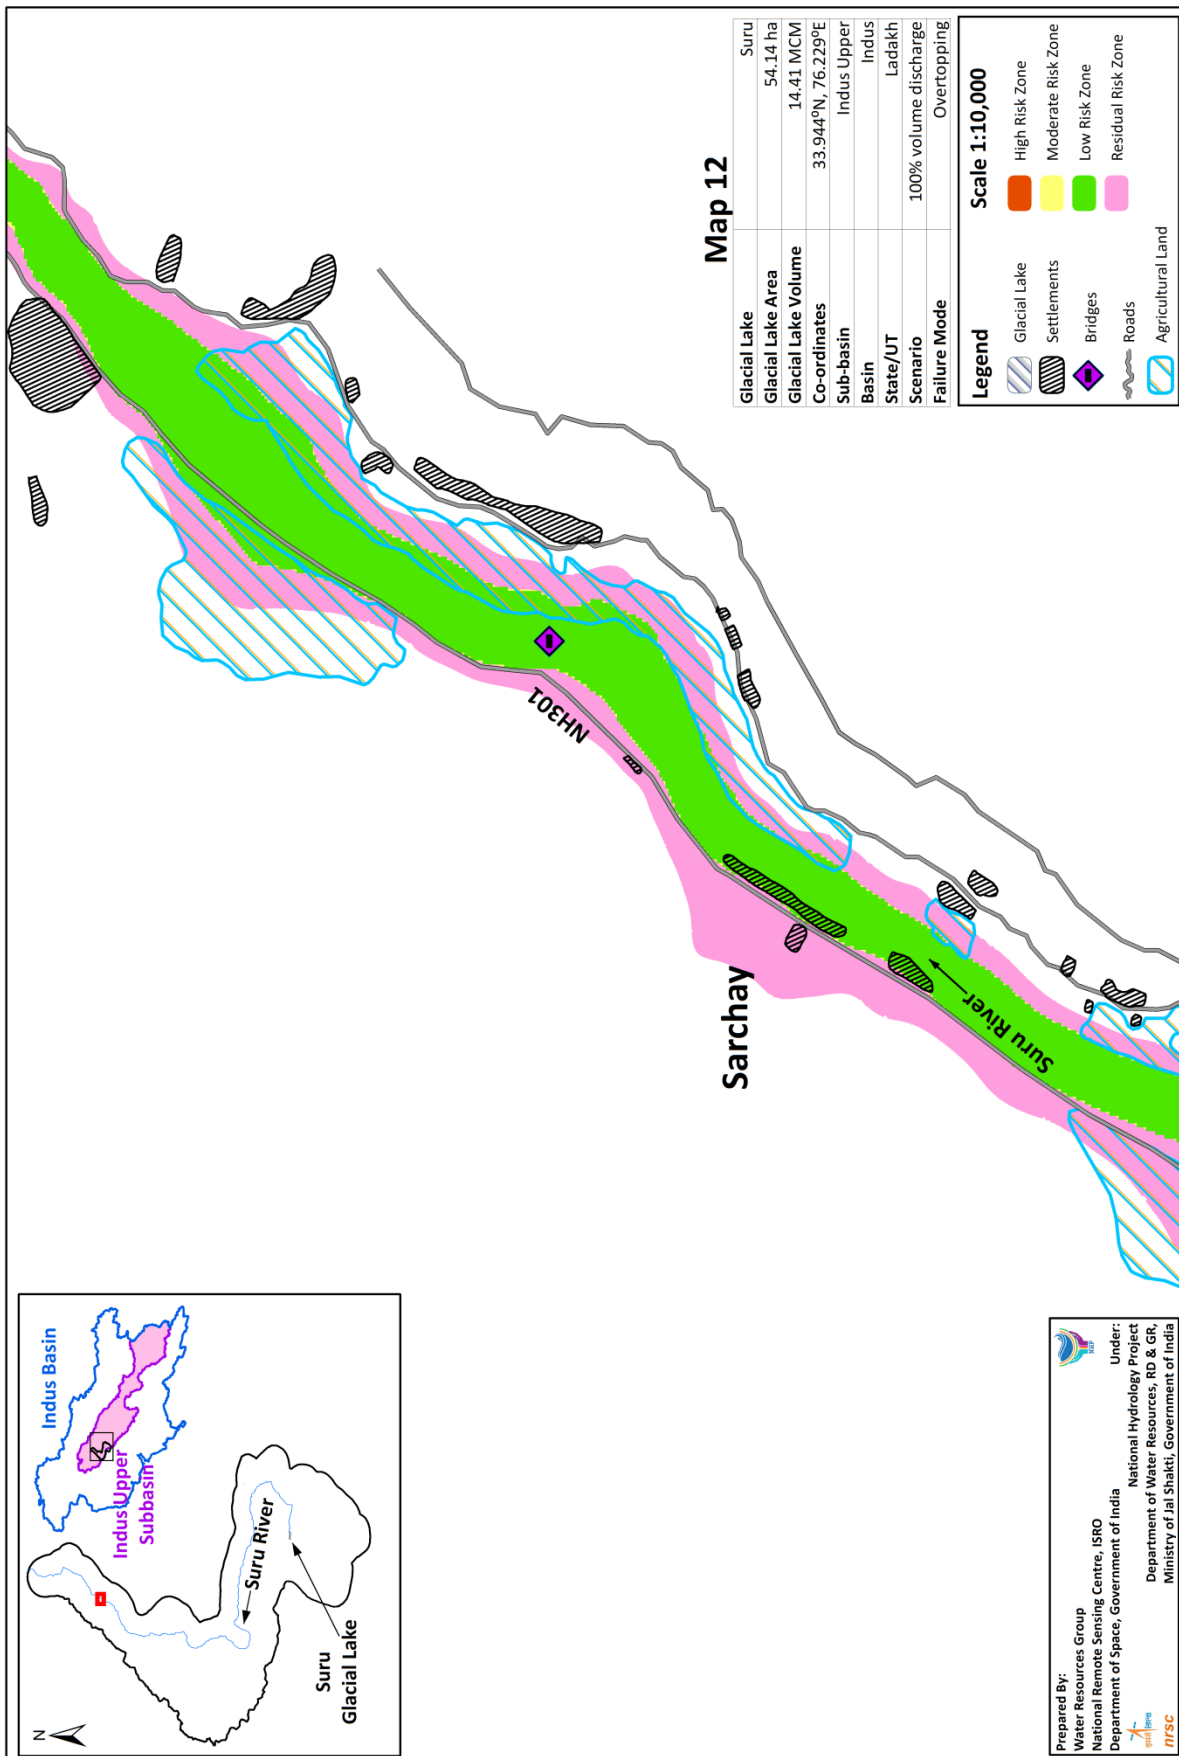 N
Indus Basin
Indus Upper
Subbasin
Suru River
Suru
Glacial Lake
NH301
Sarchay
Suru River
Map 12
Glacial Lake Suru
Glacial Lake Area 54.14 ha
Glacial Lake Volume 14.41 MCM
Co-ordinates 33.944⁰N, 76.229⁰E
Sub-basin Indus Upper
Basin Indus
State/UT Ladakh
Scenario 100% volume discharge
Failure Mode Overtopping
Legend Scale 1:10,000
Glacial Lake High Risk Zone
Settlements Moderate Risk Zone
Bridges Low Risk Zone
Roads Residual Risk Zone
Agricultural Land
Prepared By:
Water Resources Group
National Remote Sensing Centre, ISRO
Department of Space, Government of India
इसरो isro
nrsc
NHP
Under:
National Hydrology Project
Department of Water Resources, RD & GR,
Ministry of Jal Shakti, Government of India